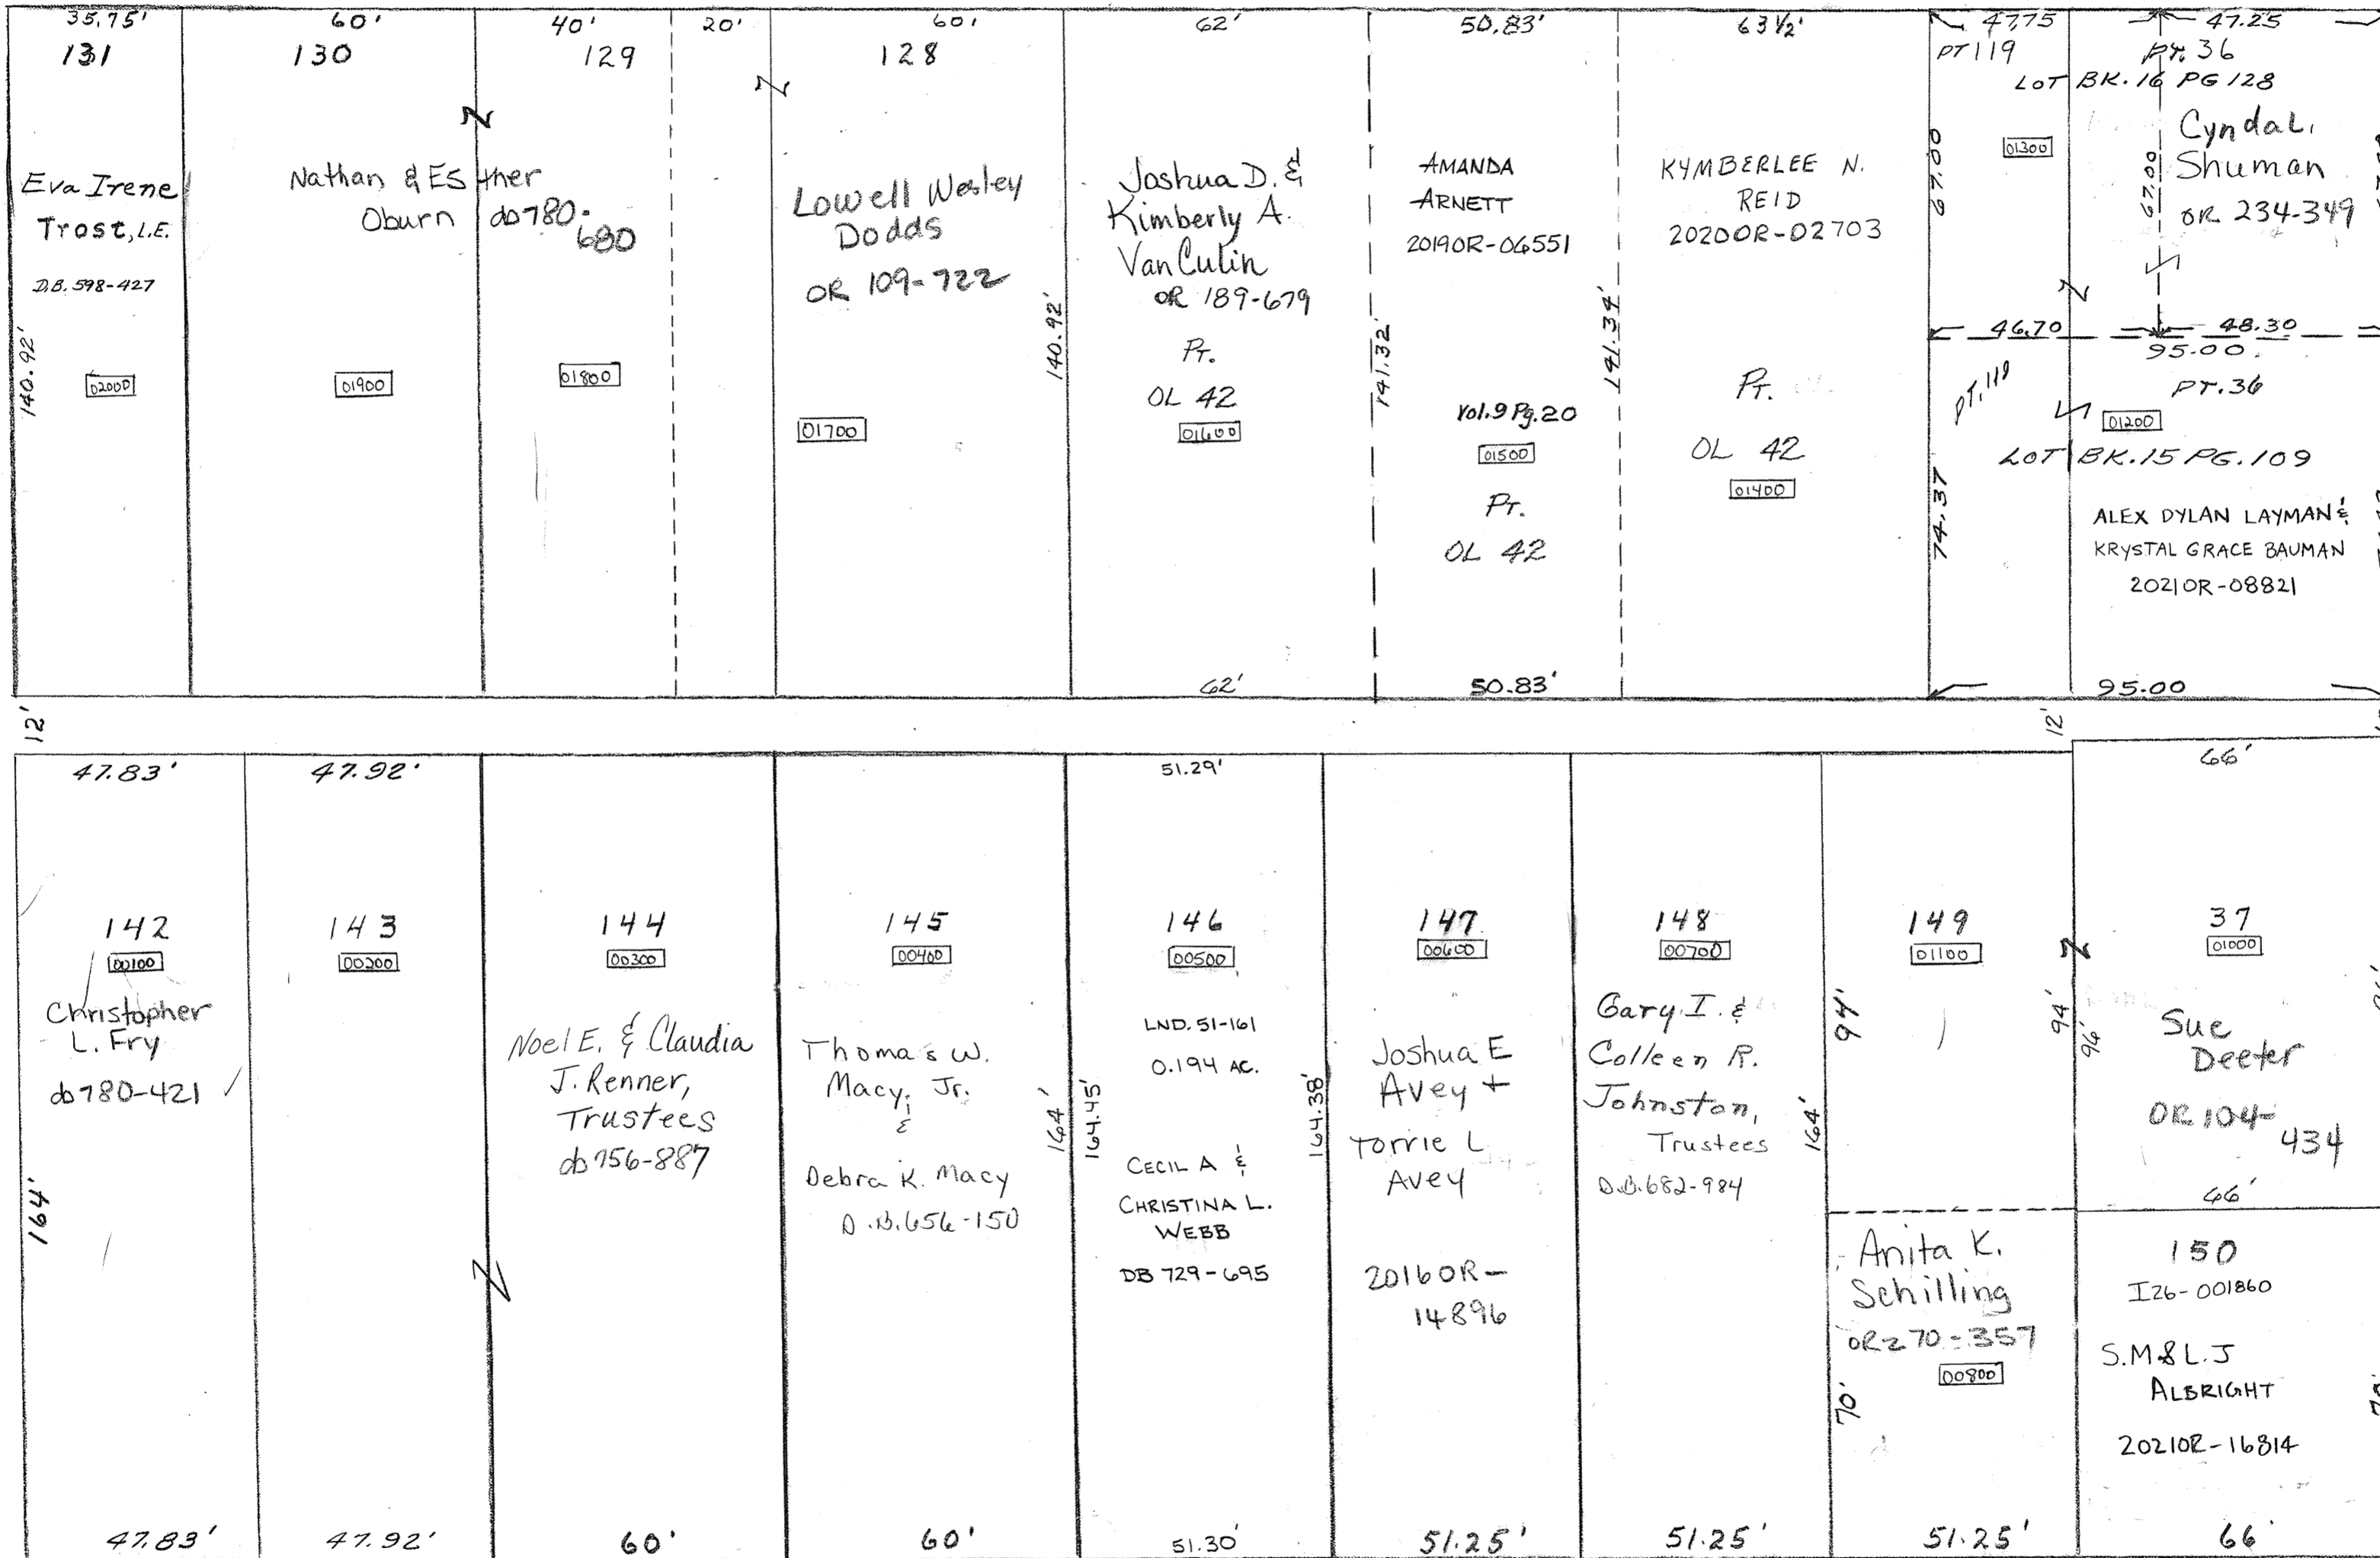 35.75'
131
Eva Irene
Trost, L.E.
D.B. 598-427
140.92'
02000
60'
130
Nathan & Esther
Oburn db780-
680
01900
40'
20'
129
01800
60'
128
Lowell Wesley
Dodds
OR 109-722
01700
140.92'
62'
Joshua D. &
Kimberly A.
VanCulin
OR 189-679
Pt.
OL 42
01600
62'
141.32'
50.83'
AMANDA
ARNETT
2019OR-06551
Vol.9 Pg.20
01500
Pt.
OL 42
50.83'
141.34'
63½'
KYMBERLEE N.
REID
2020OR-02703
Pt.
OL 42
01400
47.75
47.25
PT 119
PT. 36
LOT BK.16 PG 128
01300
Cynda L.
Shuman
OR 234-349
67.00
67.00
46.70
48.30
95.00
PT. 119
PT. 36
01200
LOT BK.15 PG.109
74.37
ALEX DYLAN LAYMAN &
KRYSTAL GRACE BAUMAN
2021OR-08821
95.00
12'
12'
47.83'
142
00100
Christopher
L. Fry
db780-421
164'
47.83'
47.92'
143
00200
47.92'
144
00300
Noel E. & Claudia
J. Renner,
Trustees
db756-887
60'
145
00400
Thomas W.
Macy, Jr.
&
Debra K. Macy
D.B.656-150
164'
60'
51.29'
146
00500
LND. 51-161
0.194 AC.
164.45'
CECIL A &
CHRISTINA L.
WEBB
DB 729-695
164.38'
51.30'
147
00600
Joshua E
Avey +
Torrie L
Avey
2016OR-
14896
51.25'
148
00700
Gary I. &
Colleen R.
Johnston,
Trustees
D.B.682-984
164'
51.25'
149
01100
94'
94'
Anita K.
Schilling
OR270-357
00800
70'
51.25'
66'
37
01000
96'
Sue
Deeter
OR 104-
434
66'
150
I26-001860
S.M & L.J
ALBRIGHT
2021OR-16814
66'